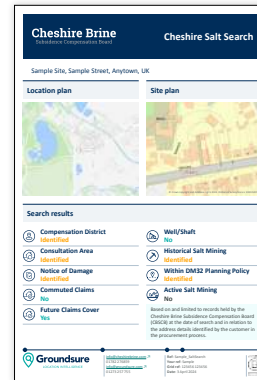 Cheshire Brine
Subsidence Compensation Board
Cheshire Salt Search
Sample Site, Sample Street, Anytown, UK
Location plan
Site plan
Search results
Compensation District
Identified
Consultation Area
Identified
Notice of Damage
Identified
Commuted Claims
No
Future Claims Cover
Yes
Well/Shaft
No
Historical Salt Mining
Identified
Within DM32 Planning Policy
Identified
Active Salt Mining
No
Based on and limited to records held by the
Cheshire Brine Subsidence Compensation Board
(CBSCB) at the date of search and in relation to
the address details identified by the customer in
the procurement process.
Groundsure
LOCATION INTELLIGENCE